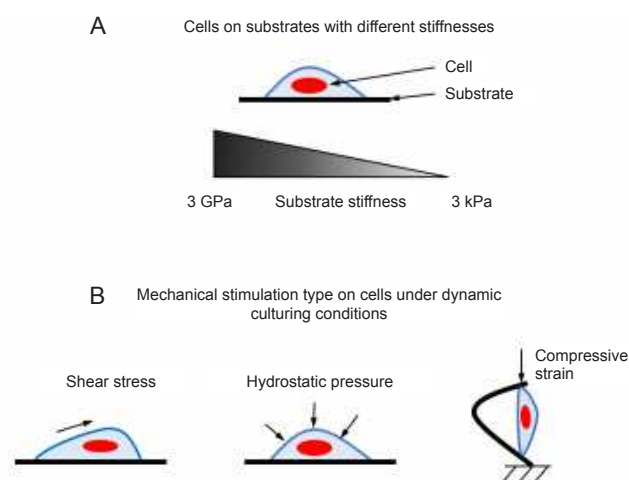 A
Cells on substrates with different stiffnesses
Cell
Substrate
3 GPa
Substrate stiffness
3 kPa
B
Mechanical stimulation type on cells under dynamic
culturing conditions
Compressive
strain
Shear stress
Hydrostatic pressure